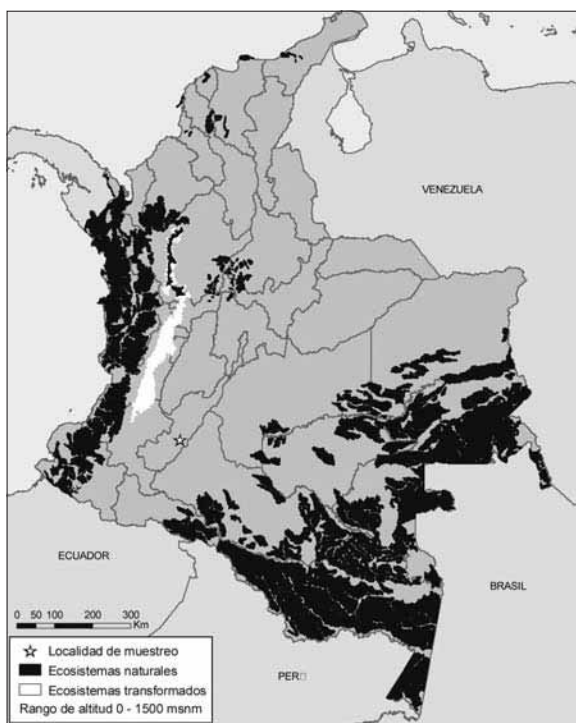 VENEZUELA
ECUADOR
BRASIL
PER□
0 50 100 200 300
Km
Localidad de muestreo
Ecosistemas naturales
Ecosistemas transformados
Rango de altitud 0 - 1500 msnm